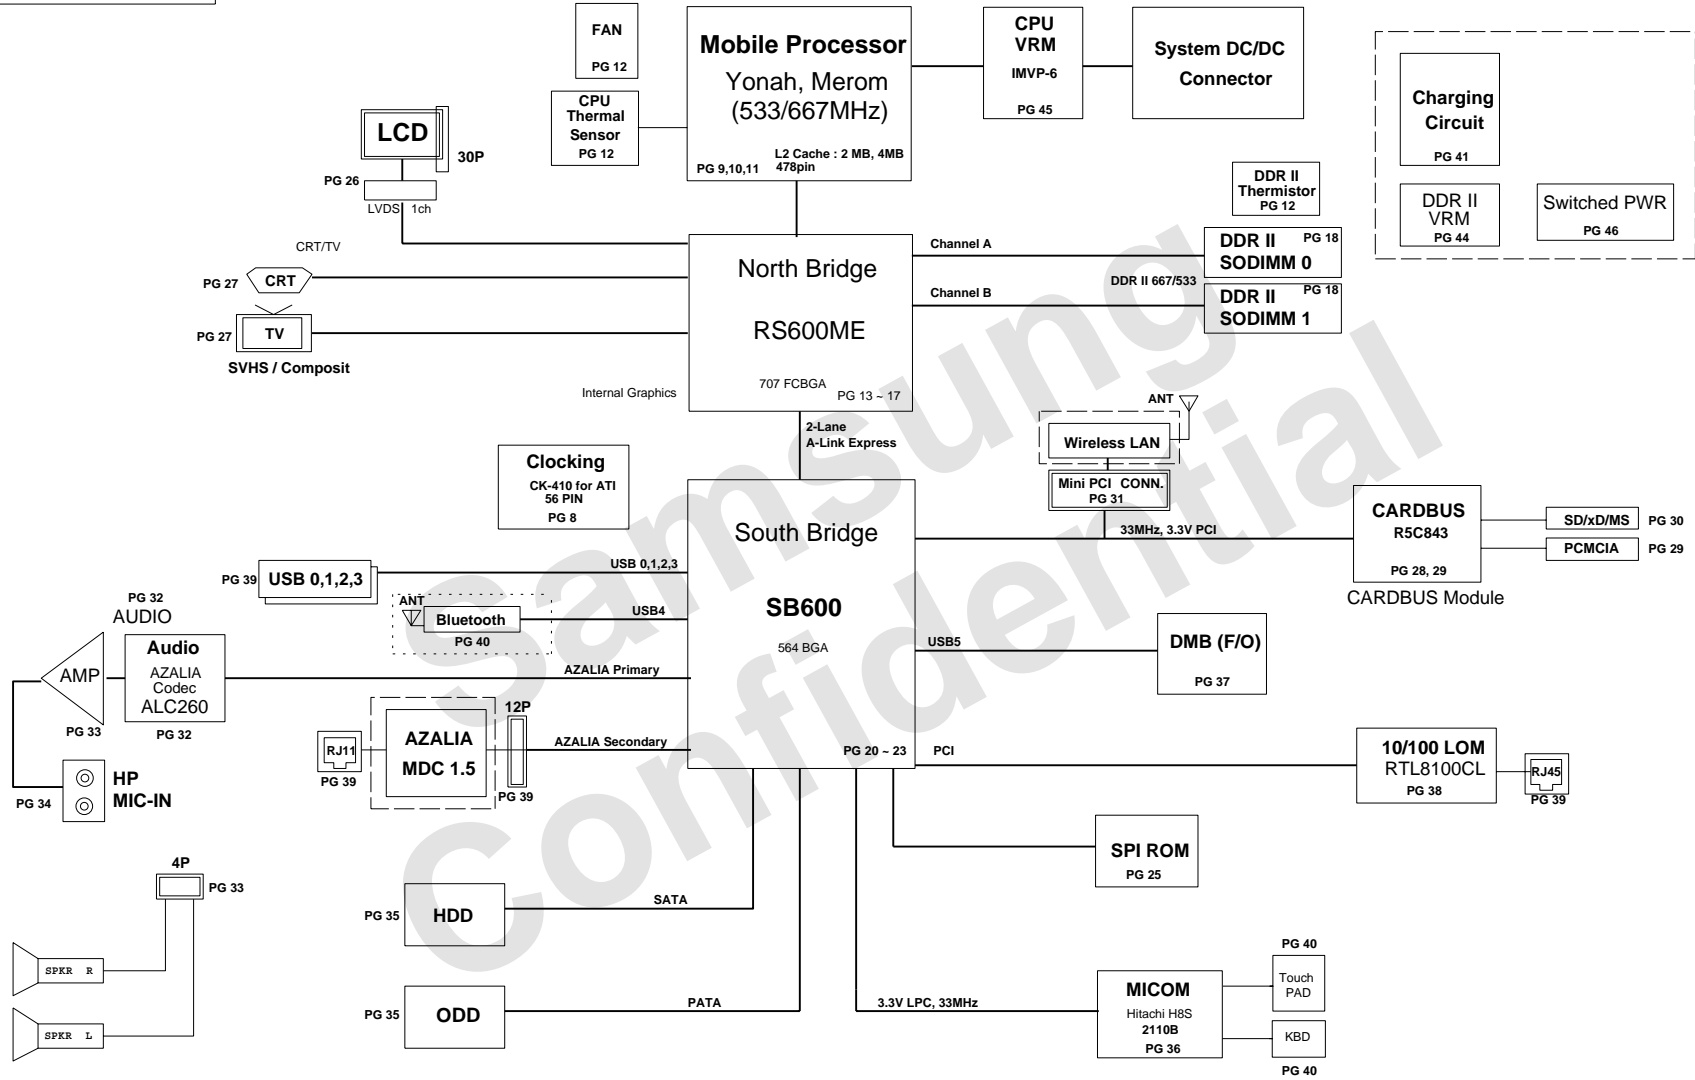 FAN
PG 12
CPU
Thermal
Sensor
PG 12
Mobile Processor
Yonah, Merom
(533/667MHz)
L2 Cache : 2 MB, 4MB
478pin
PG 9,10,11
CPU
VRM
IMVP-6
PG 45
System DC/DC
Connector
Charging
Circuit
PG 41
DDR II
VRM
PG 44
Switched PWR
PG 46
LCD
30P
PG 26
LVDS 1ch
CRT/TV
PG 27
CRT
PG 27
TV
SVHS / Composit
Internal Graphics
North Bridge
RS600ME
707 FCBGA
PG 13 ~ 17
DDR II
Thermistor
PG 12
Channel A
DDR II
SODIMM 0
PG 18
DDR II 667/533
Channel B
DDR II
SODIMM 1
PG 18
2-Lane
A-Link Express
Clocking
CK-410 for ATI
56 PIN
PG 8
ANT
Wireless LAN
Mini PCI CONN.
PG 31
33MHz, 3.3V PCI
CARDBUS
R5C843
PG 28, 29
CARDBUS Module
SD/xD/MS
PG 30
PCMCIA
PG 29
South Bridge
SB600
564 BGA
PG 20 ~ 23
PG 39
USB 0,1,2,3
USB 0,1,2,3
ANT
Bluetooth
PG 40
USB4
USB5
DMB (F/O)
PG 37
PG 32
AUDIO
Audio
AZALIA
Codec
ALC260
PG 32
AMP
PG 33
AZALIA Primary
HP
MIC-IN
PG 34
RJ11
PG 39
AZALIA
MDC 1.5
12P
PG 39
AZALIA Secondary
PCI
10/100 LOM
RTL8100CL
PG 38
RJ45
PG 39
SPI ROM
PG 25
4P
PG 33
SPKR R
SPKR L
PG 35
HDD
SATA
PG 35
ODD
PATA
3.3V LPC, 33MHz
MICOM
Hitachi H8S
2110B
PG 36
PG 40
Touch
PAD
KBD
PG 40
Samsung
Confidential